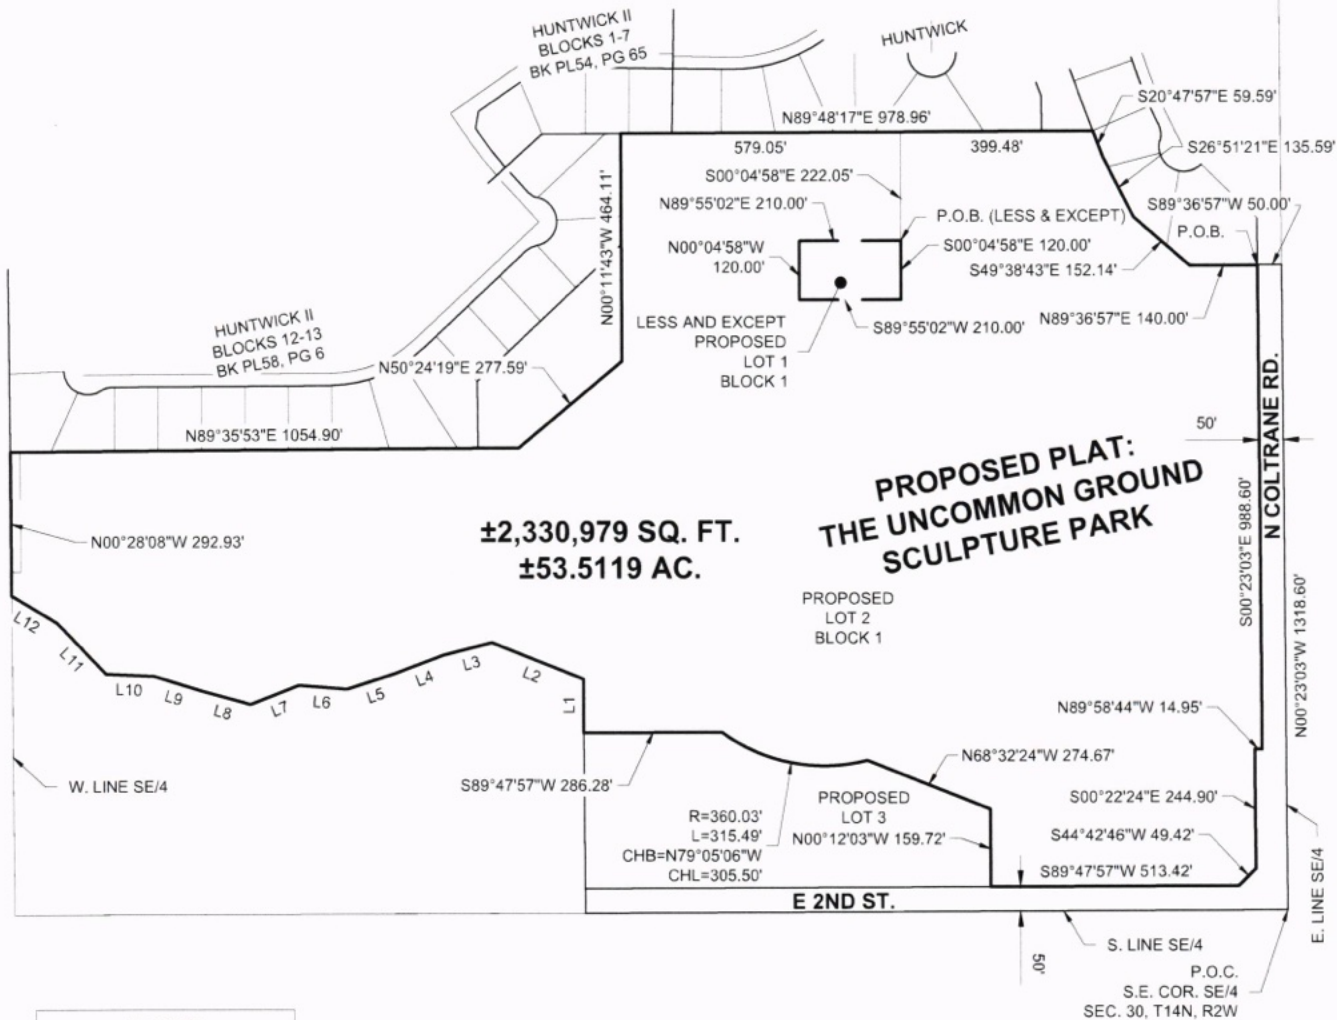 HUNTWICK II
BLOCKS 1-7
BK PL54, PG 65
HUNTWICK
S20°47'57"E 59.59'
N89°48'17"E 978.96'
579.05'
399.48'
S26°51'21"E 135.59'
S00°04'58"E 222.05'
N89°55'02"E 210.00'
S89°36'57"W 50.00'
P.O.B. (LESS & EXCEPT)
P.O.B.
N00°11'43"W 464.11'
N00°04'58"W
120.00'
S00°04'58"E 120.00'
S49°38'43"E 152.14'
HUNTWICK II
BLOCKS 12-13
BK PL58, PG 6
LESS AND EXCEPT
PROPOSED
LOT 1
BLOCK 1
S89°55'02"W 210.00'
N89°36'57"E 140.00'
N50°24'19"E 277.59'
N89°35'53"E 1054.90'
50'
N COLTRANE RD.
PROPOSED PLAT:
THE UNCOMMON GROUND
SCULPTURE PARK
S00°23'03"E 988.60'
±2,330,979 SQ. FT.
±53.5119 AC.
N00°28'08"W 292.93'
PROPOSED
LOT 2
BLOCK 1
N00°23'03"W 1318.60'
L12
L11
L10
L9
L8
L7
L6
L5
L4
L3
L2
L1
N89°58'44"W 14.95'
W. LINE SE/4
S89°47'57"W 286.28'
N68°32'24"W 274.67'
R=360.03'
L=315.49'
CHB=N79°05'06"W
CHL=305.50'
PROPOSED
LOT 3
N00°12'03"W 159.72'
S00°22'24"E 244.90'
S44°42'46"W 49.42'
S89°47'57"W 513.42'
E 2ND ST.
E. LINE SE/4
50'
S. LINE SE/4
P.O.C.
S.E. COR. SE/4
SEC. 30, T14N, R2W